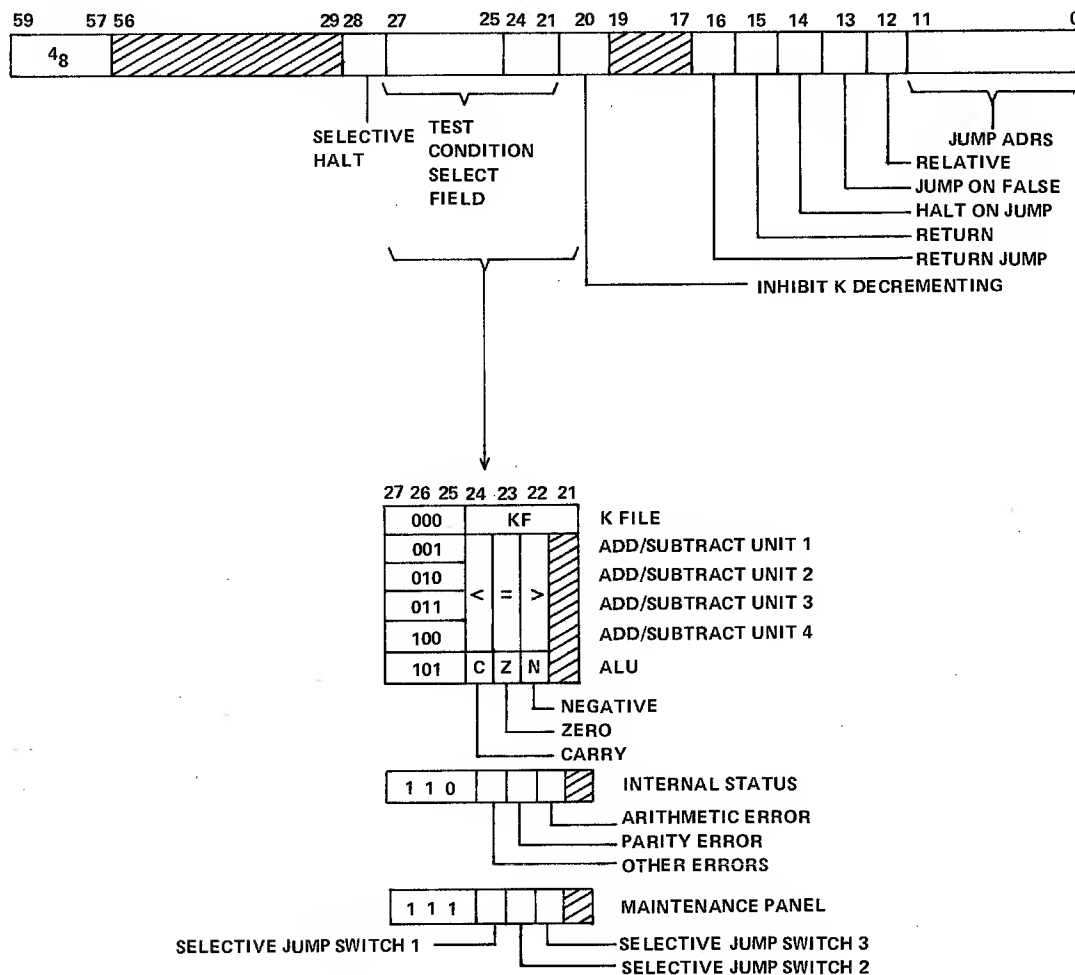 59 57 56 29 28 27 25 24 21 20 19 17 16 15 14 13 12 11 0
4₈
SELECTIVE
HALT
TEST
CONDITION
SELECT
FIELD
JUMP ADRS
RELATIVE
JUMP ON FALSE
HALT ON JUMP
RETURN
RETURN JUMP
INHIBIT K DECREMENTING
27 26 25 24 23 22 21
000 KF K FILE
001 ADD/SUBTRACT UNIT 1
010 ADD/SUBTRACT UNIT 2
< = >
011 ADD/SUBTRACT UNIT 3
100 ADD/SUBTRACT UNIT 4
101 C Z N ALU
NEGATIVE
ZERO
CARRY
1 1 0 INTERNAL STATUS
ARITHMETIC ERROR
PARITY ERROR
OTHER ERRORS
1 1 1 MAINTENANCE PANEL
SELECTIVE JUMP SWITCH 1 SELECTIVE JUMP SWITCH 3
SELECTIVE JUMP SWITCH 2